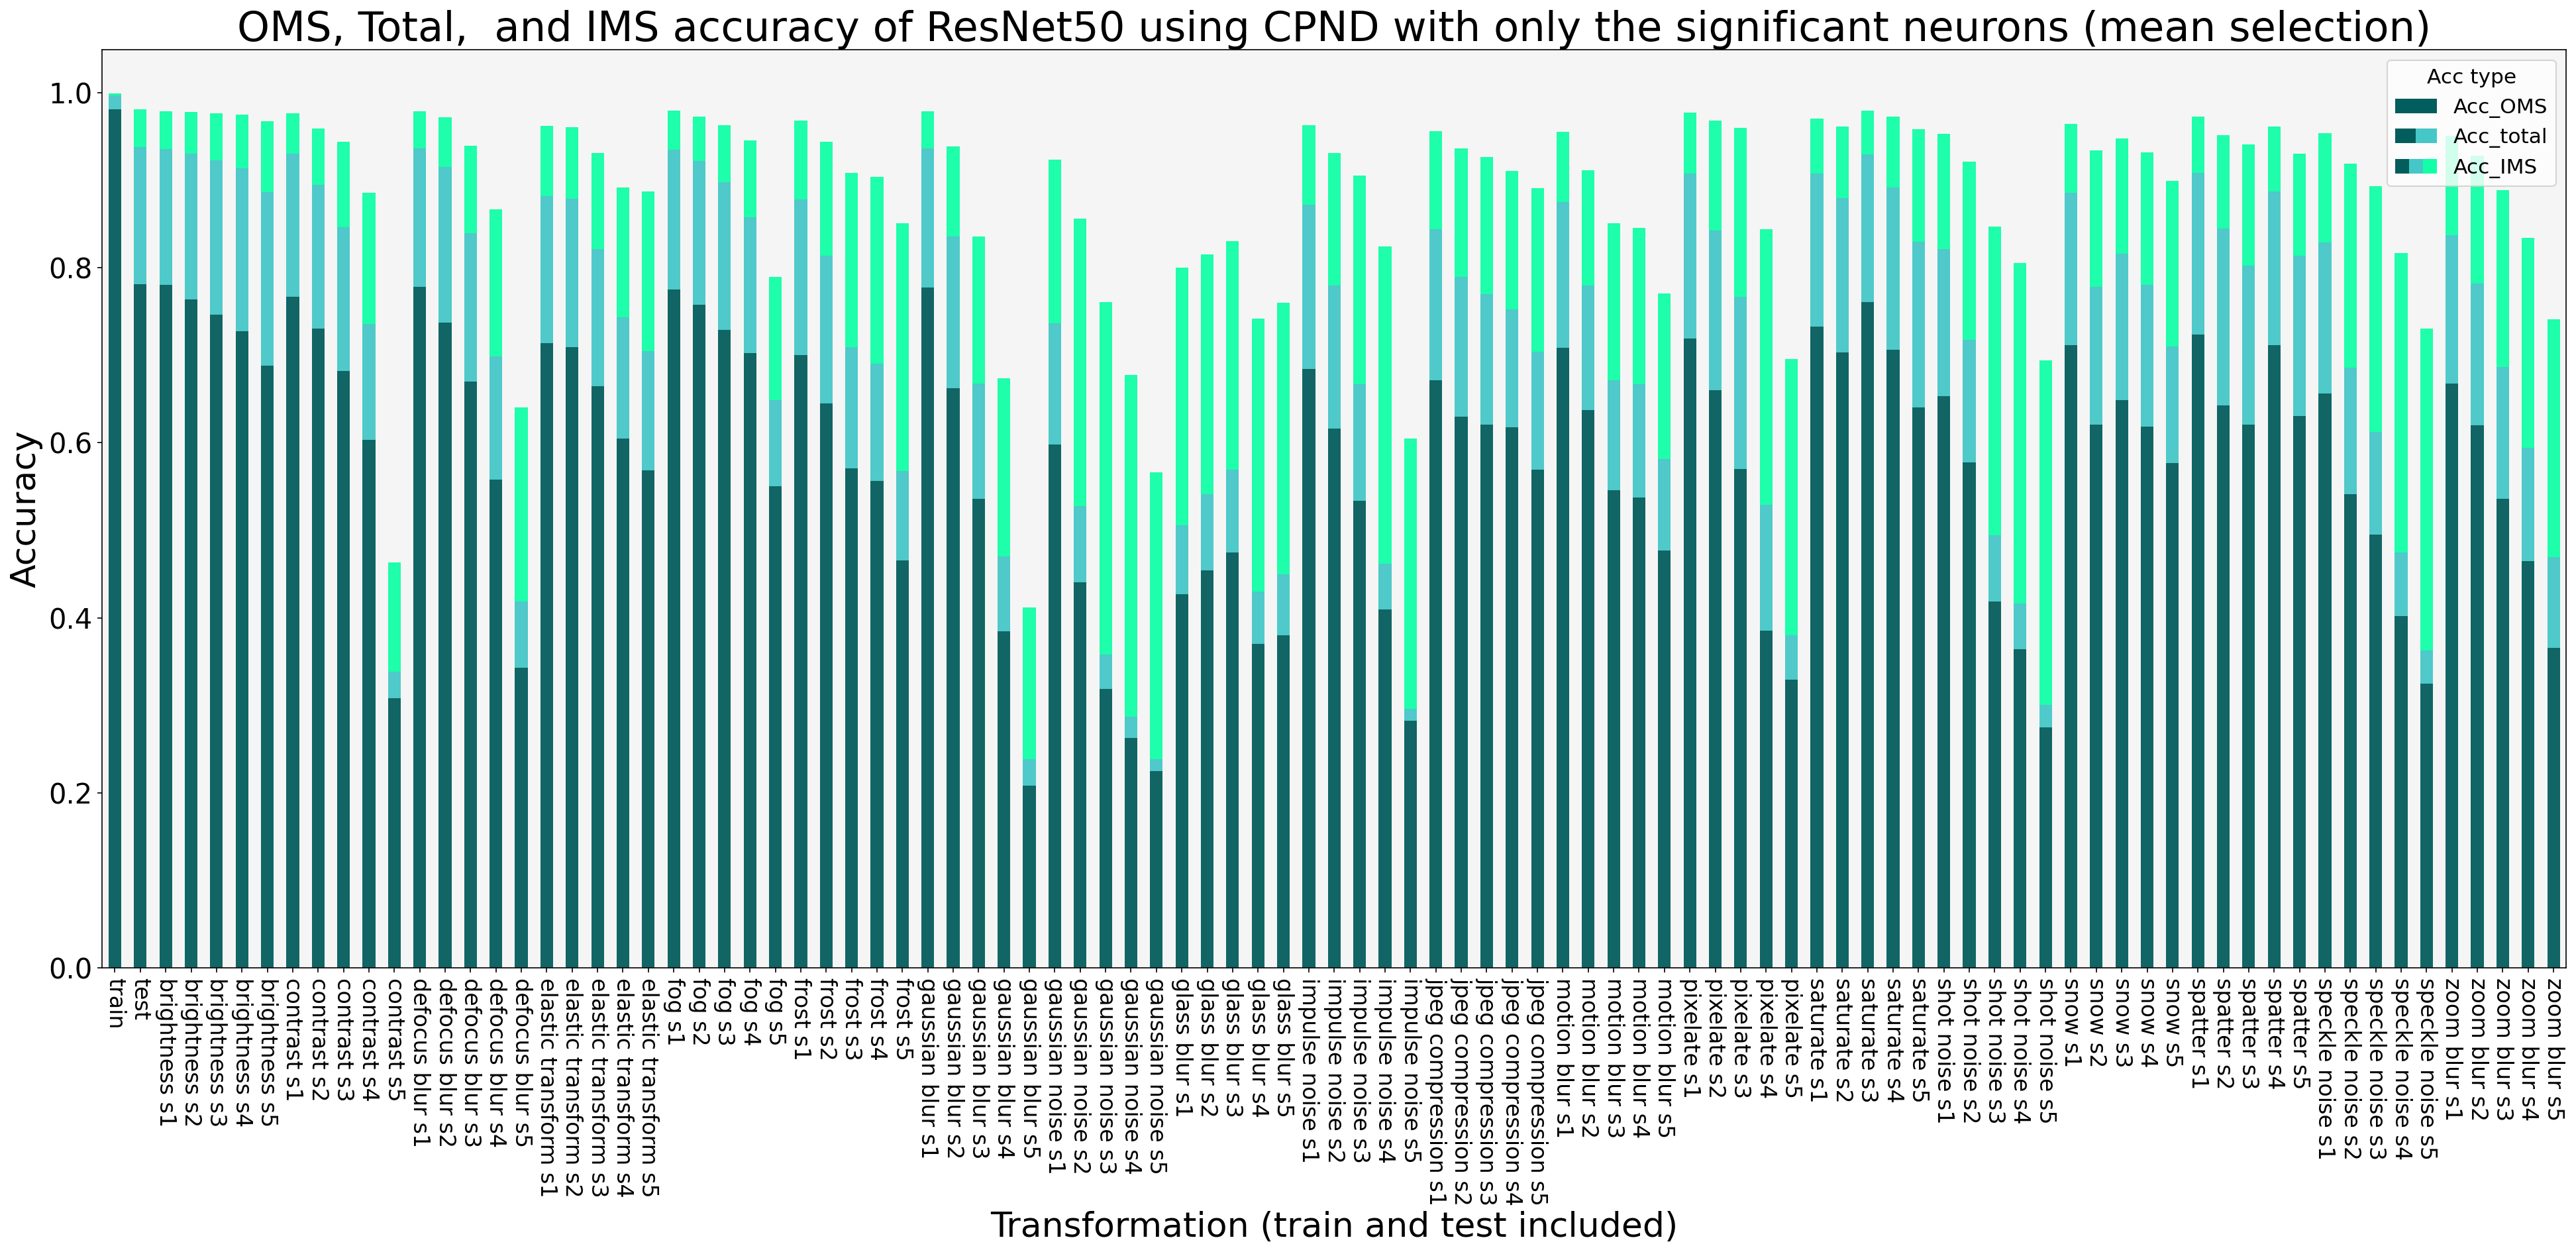 OMS, Total,  and IMS accuracy of ResNet50 using CPND with only the significant neurons (mean selection)
Acc type
Acc_OMS
Acc_total
Acc_IMS
Accuracy
1.0
0.8
0.6
0.4
0.2
0.0
train
test
brightness s1
brightness s2
brightness s3
brightness s4
brightness s5
contrast s1
contrast s2
contrast s3
contrast s4
contrast s5
defocus blur s1
defocus blur s2
defocus blur s3
defocus blur s4
defocus blur s5
elastic transform s1
elastic transform s2
elastic transform s3
elastic transform s4
elastic transform s5
fog s1
fog s2
fog s3
fog s4
fog s5
frost s1
frost s2
frost s3
frost s4
frost s5
gaussian blur s1
gaussian blur s2
gaussian blur s3
gaussian blur s4
gaussian blur s5
gaussian noise s1
gaussian noise s2
gaussian noise s3
gaussian noise s4
gaussian noise s5
glass blur s1
glass blur s2
glass blur s3
glass blur s4
glass blur s5
impulse noise s1
impulse noise s2
impulse noise s3
impulse noise s4
impulse noise s5
jpeg compression s1
jpeg compression s2
jpeg compression s3
jpeg compression s4
jpeg compression s5
motion blur s1
motion blur s2
motion blur s3
motion blur s4
motion blur s5
pixelate s1
pixelate s2
pixelate s3
pixelate s4
pixelate s5
saturate s1
saturate s2
saturate s3
saturate s4
saturate s5
shot noise s1
shot noise s2
shot noise s3
shot noise s4
shot noise s5
snow s1
snow s2
snow s3
snow s4
snow s5
spatter s1
spatter s2
spatter s3
spatter s4
spatter s5
speckle noise s1
speckle noise s2
speckle noise s3
speckle noise s4
speckle noise s5
zoom blur s1
zoom blur s2
zoom blur s3
zoom blur s4
zoom blur s5
Transformation (train and test included)